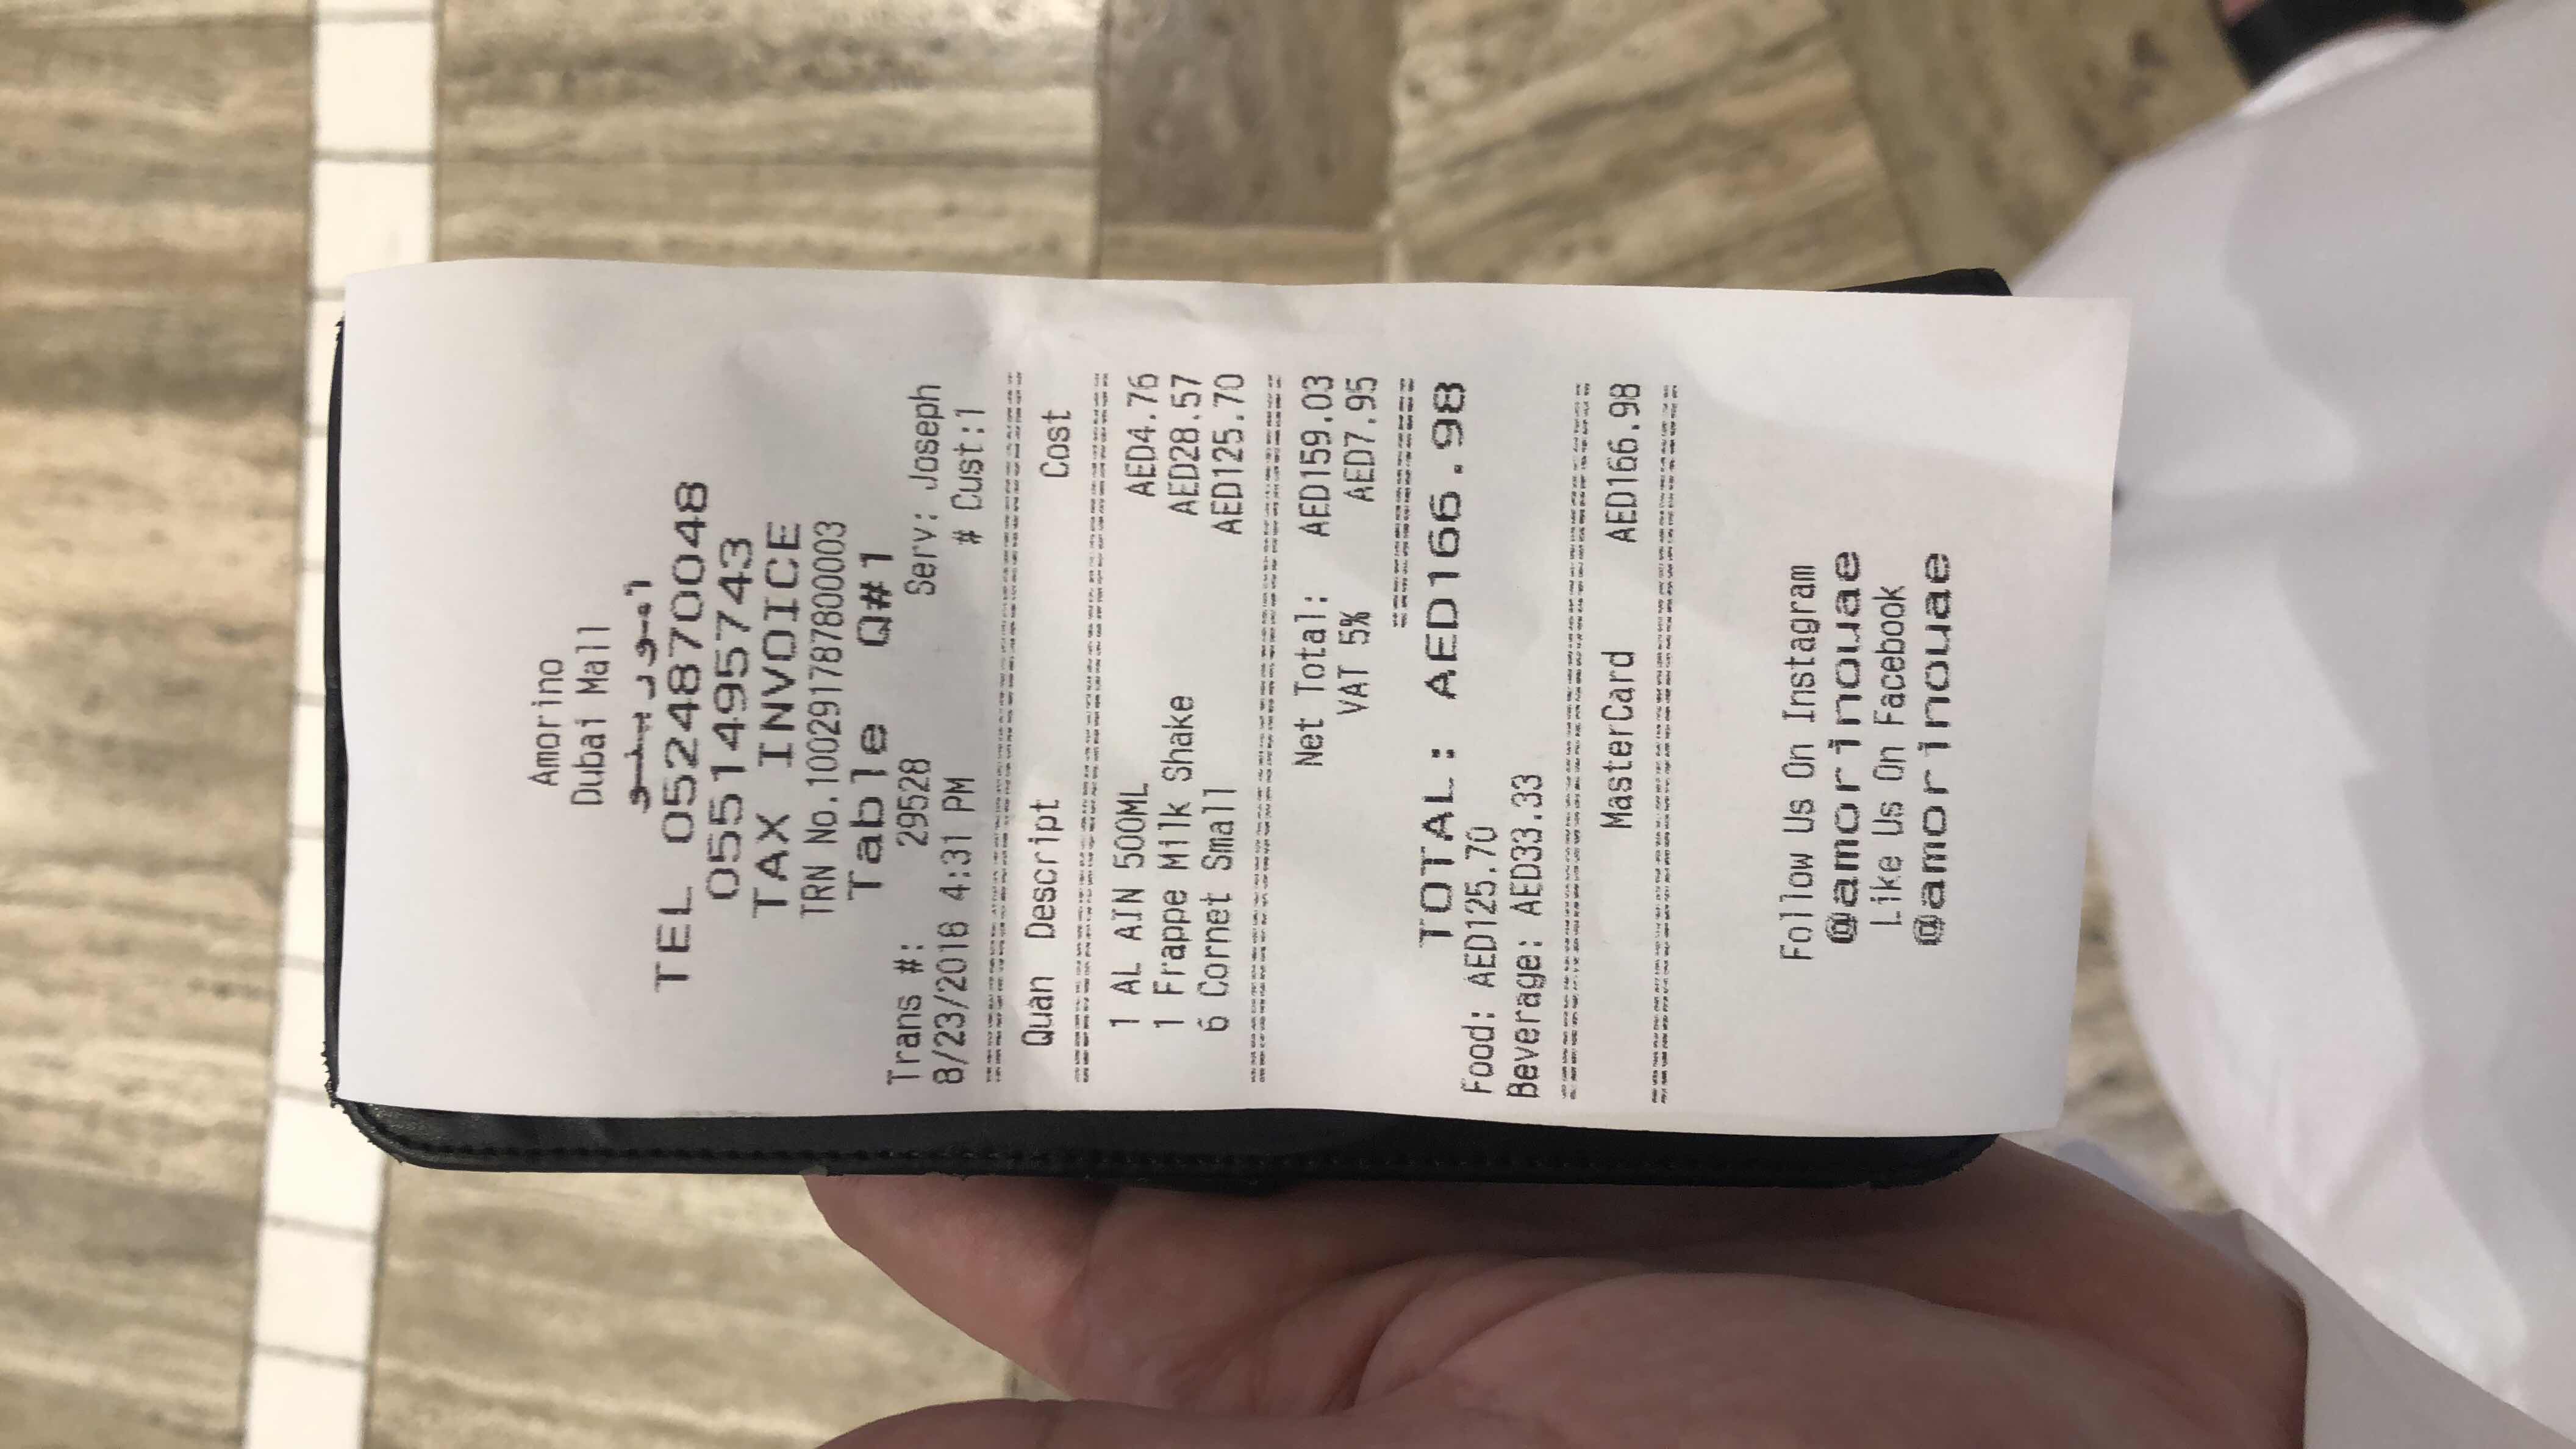 Amorino
Dubai Mall
أمورينو
TEL 0524870048
0551495743
TAX INVOICE
TRN No.100291787800003
Table Q#1
Trans #: 29528 Serv: Joseph
8/23/2018 4:31 PM # Cust:1
Quan Descript Cost
1 AL AIN 500ML AED4.76
1 Frappe Milk Shake AED28.57
6 Cornet Small AED125.70
Net Total: AED159.03
VAT 5% AED7.95
TOTAL: AED166.98
Food: AED125.70
Beverage: AED33.33
MasterCard AED166.98
Follow Us On Instagram
@amorinouae
Like Us On Facebook
@amorinouae